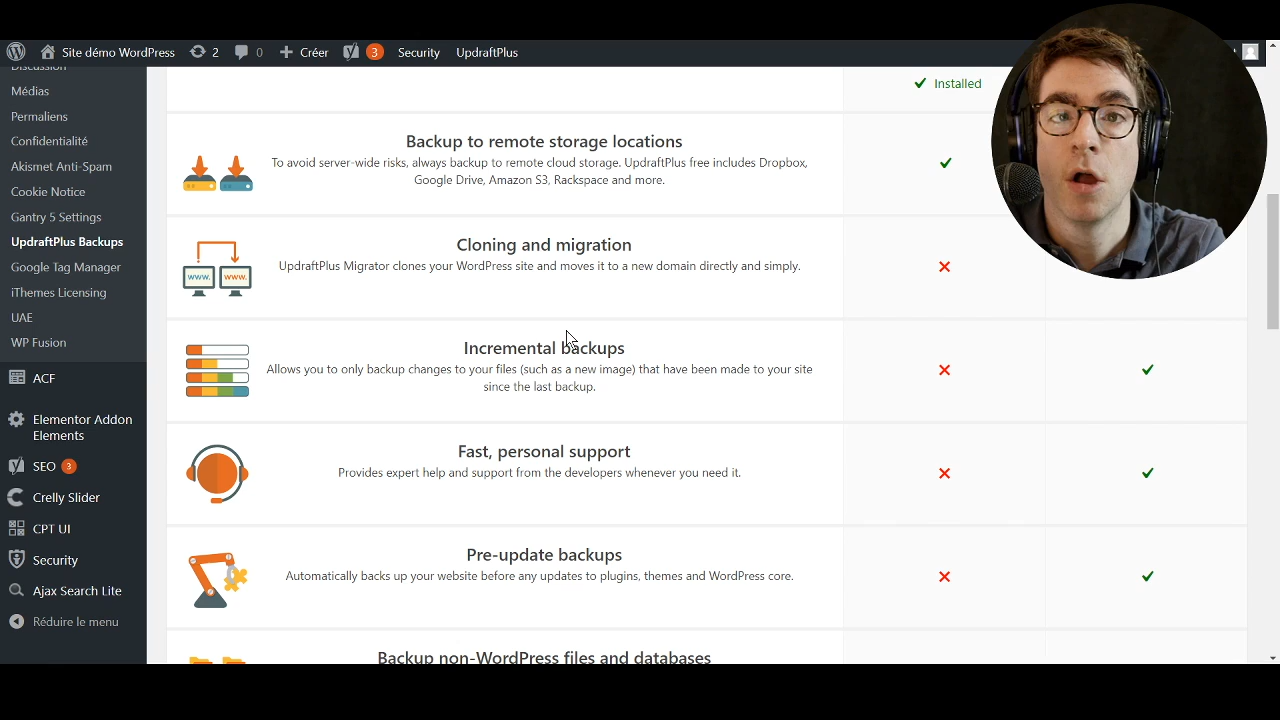 Site démo WordPress
2
0
Créer
3
Security
UpdraftPlus
Discussion
Médias
Permaliens
Confidentialité
Akismet Anti-Spam
Cookie Notice
Gantry 5 Settings
UpdraftPlus Backups
Google Tag Manager
iThemes Licensing
UAE
WP Fusion
ACF
Elementor Addon
Elements
SEO 3
Crelly Slider
CPT UI
Security
Ajax Search Lite
Réduire le menu
Installed
Backup to remote storage locations
To avoid server-wide risks, always backup to remote cloud storage. UpdraftPlus free includes Dropbox,
Google Drive, Amazon S3, Rackspace and more.
www. www.
Cloning and migration
UpdraftPlus Migrator clones your WordPress site and moves it to a new domain directly and simply.
Incremental backups
Allows you to only backup changes to your files (such as a new image) that have been made to your site
since the last backup.
Fast, personal support
Provides expert help and support from the developers whenever you need it.
Pre-update backups
Automatically backs up your website before any updates to plugins, themes and WordPress core.
Backup non-WordPress files and databases